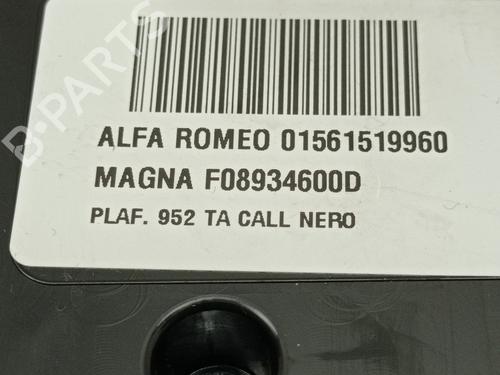 B-PARTS
ALFA ROMEO 01561519960
MAGNA F08934600D
PLAF. 952 TA CALL NERO